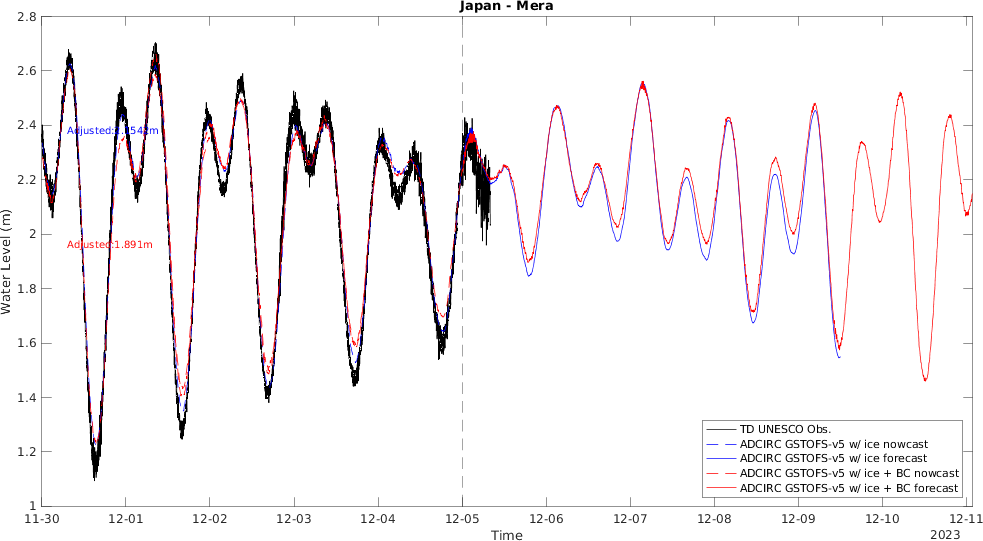 Japan - Mera
2.8
2.6
2.4
2.2
2
1.8
1.6
1.4
1.2
1
Water Level (m)
Adjusted:1.891m
TD UNESCO Obs.
ADCIRC GSTOFS-v5 w/ ice nowcast
ADCIRC GSTOFS-v5 w/ ice forecast
ADCIRC GSTOFS-v5 w/ ice + BC nowcast
ADCIRC GSTOFS-v5 w/ ice + BC forecast
11-30 12-01 12-02 12-03 12-04 12-05 12-06 12-07 12-08 12-09 12-10 12-11
Time
2023